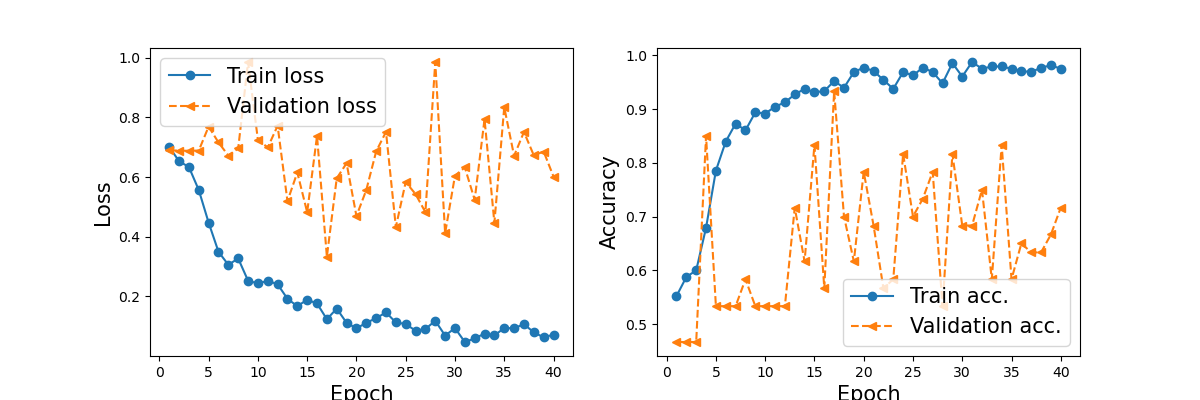 1.0
0.8
0.6
0.4
0.2
Loss
Train loss
Validation loss
0 5 10 15 20 25 30 35 40
Epoch
1.0
0.9
0.8
0.7
0.6
0.5
Accuracy
Train acc.
Validation acc.
0 5 10 15 20 25 30 35 40
Epoch